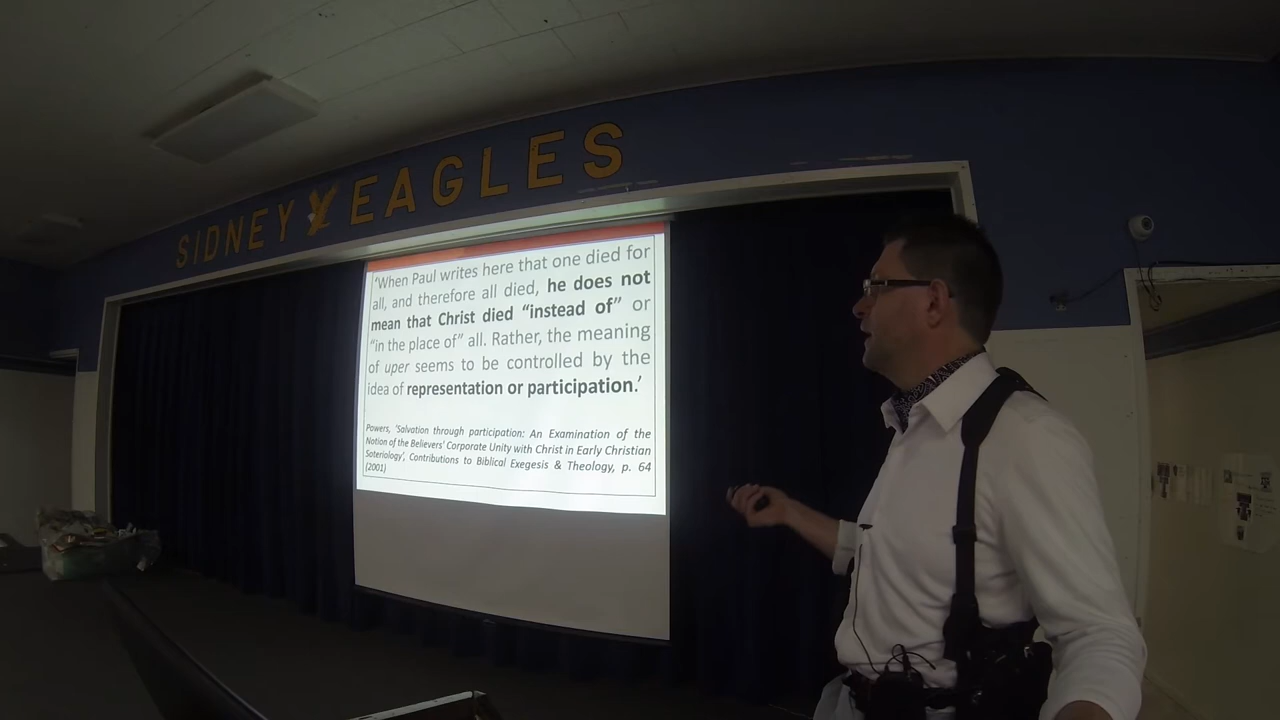 SIDNEY EAGLES
‘When Paul writes here that one died for
all, and therefore all died, he does not
mean that Christ died “instead of” or
“in the place of” all. Rather, the meaning
of uper seems to be controlled by the
idea of representation or participation.’
Powers, ‘Salvation through participation: An Examination of the
Notion of the Believers’ Corporate Unity with Christ in Early Christian
Soteriology’, Contributions to Biblical Exegesis & Theology, p. 64
(2001)